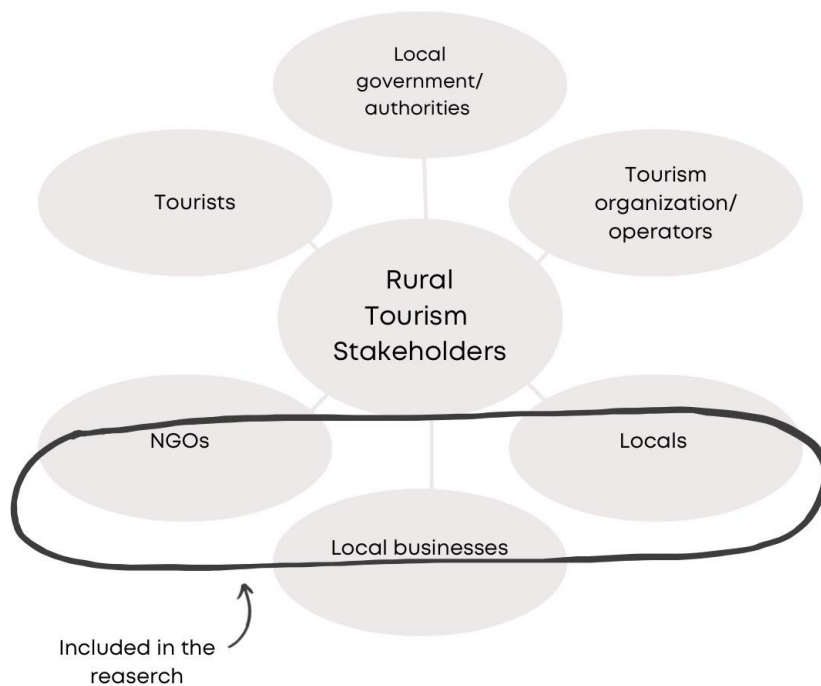 Local
government/
authorities
Tourists
Tourism
organization/
operators
Rural
Tourism
Stakeholders
NGOs
Locals
Local businesses
Included in the
reaserch